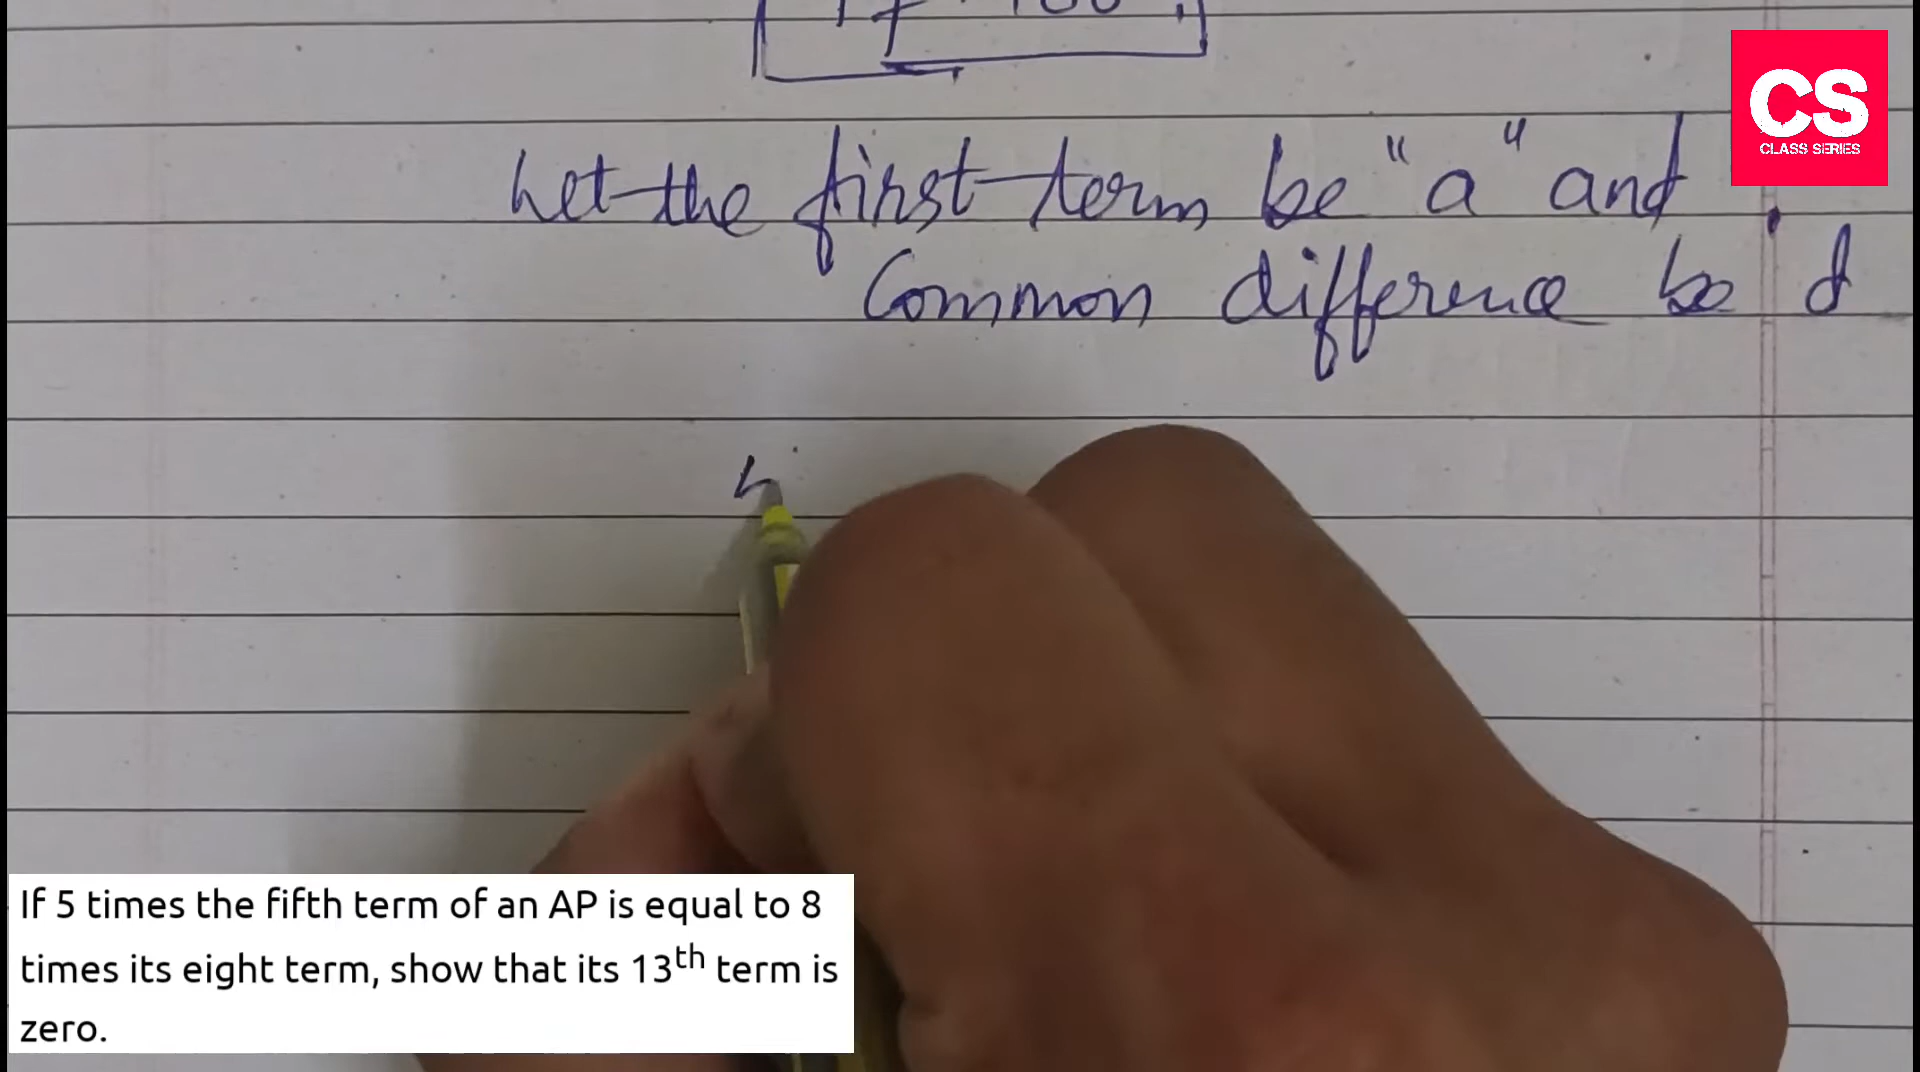 CS
CLASS SERIES
Let the first term be "a" and
Common difference be d
If 5 times the fifth term of an AP is equal to 8
times its eight term, show that its 13th term is
zero.